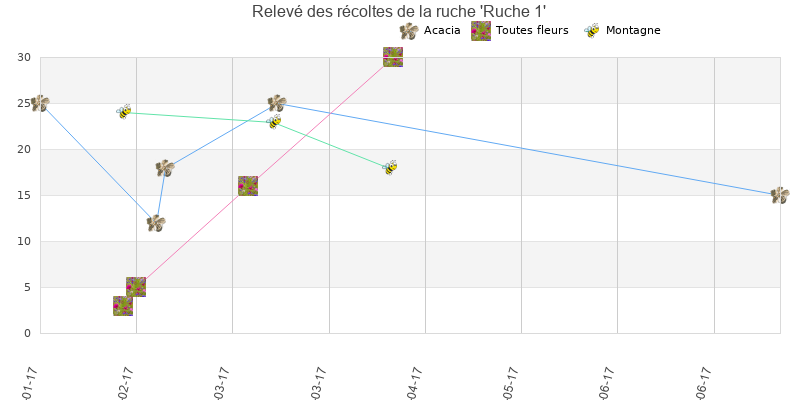 Relevé des récoltes de la ruche 'Ruche 1'
Acacia Toutes fleurs Montagne
30
25
20
15
10
5
0
-01-17 -02-17 -03-17 -03-17 -04-17 -05-17 -06-17 -06-17